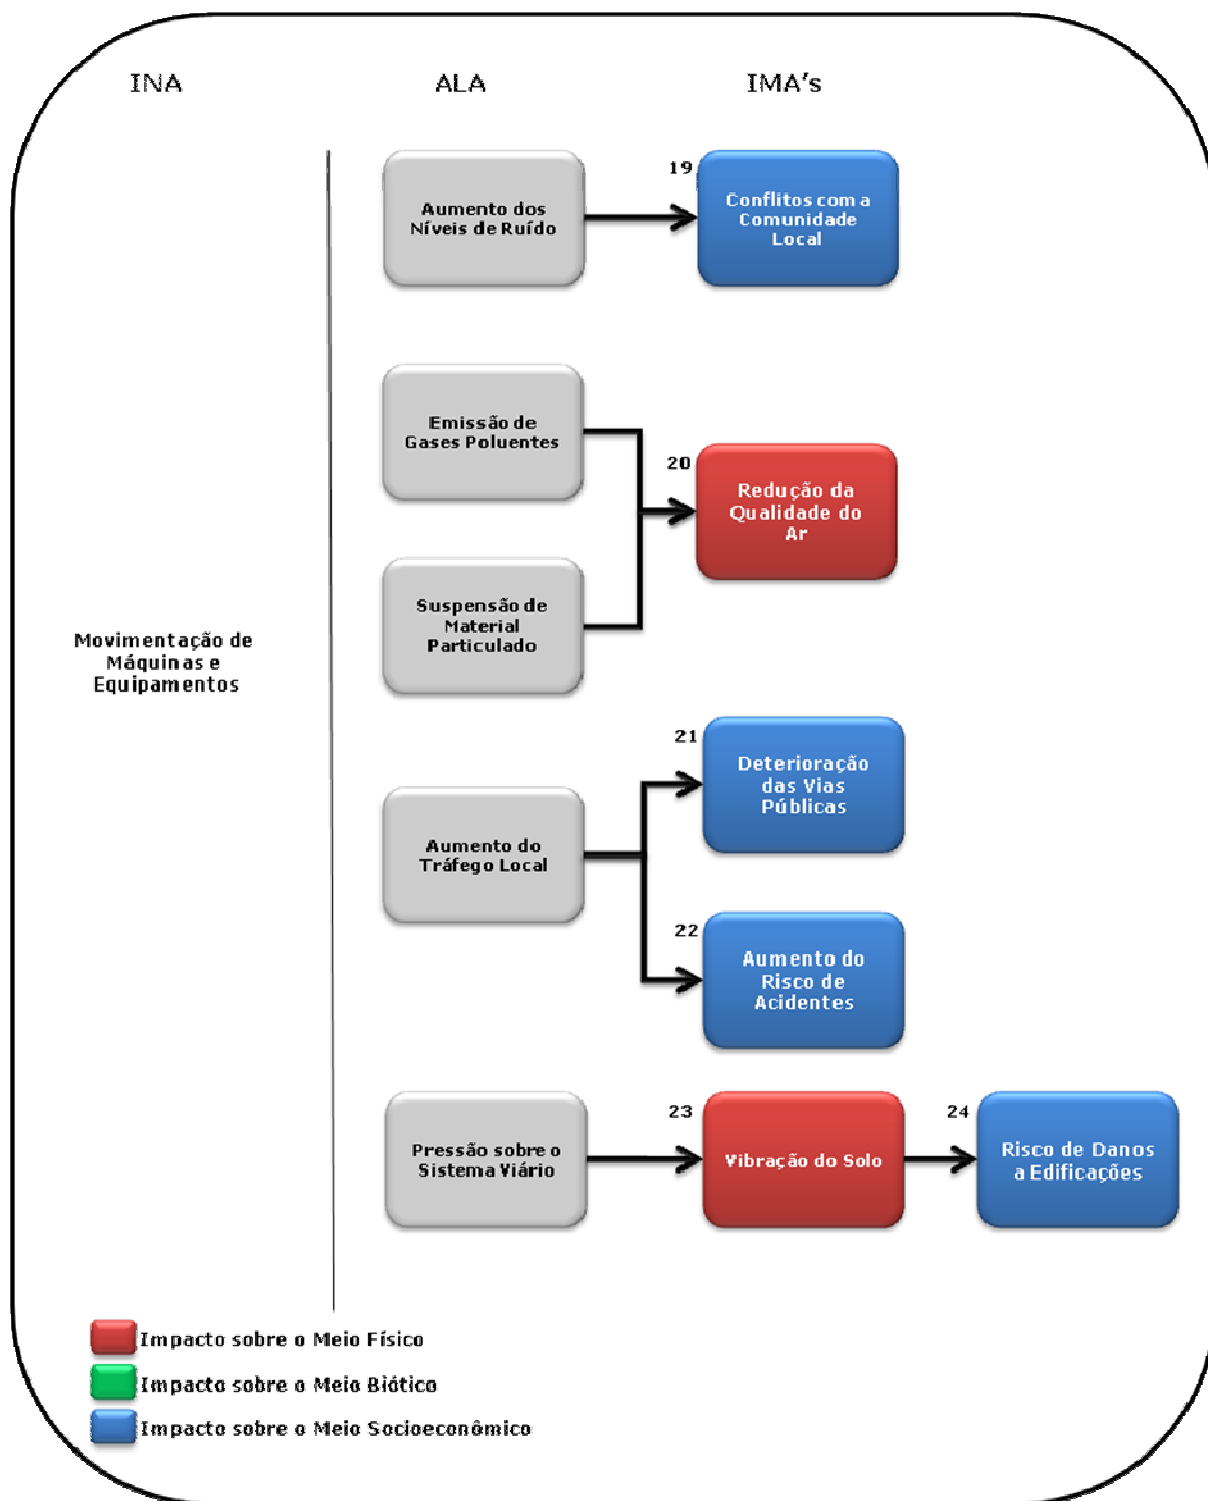 INA
ALA
IMA's
Aumento dos
Níveis de Ruído
19
Conflitos com a
Comunidade
Local
Emissão de
Gases Poluentes
20
Redução da
Qualidade do
Ar
Suspensão de
Material
Particulado
Movimentação de
Máquinas e
Equipamentos
21
Deterioração
das Vias
Públicas
Aumento do
Tráfego Local
22
Aumento do
Risco de
Acidentes
Pressão sobre o
Sistema Viário
23
Vibração do Solo
24
Risco de Danos
a Edificações
Impacto sobre o Meio Físico
Impacto sobre o Meio Biótico
Impacto sobre o Meio Socioeconômico